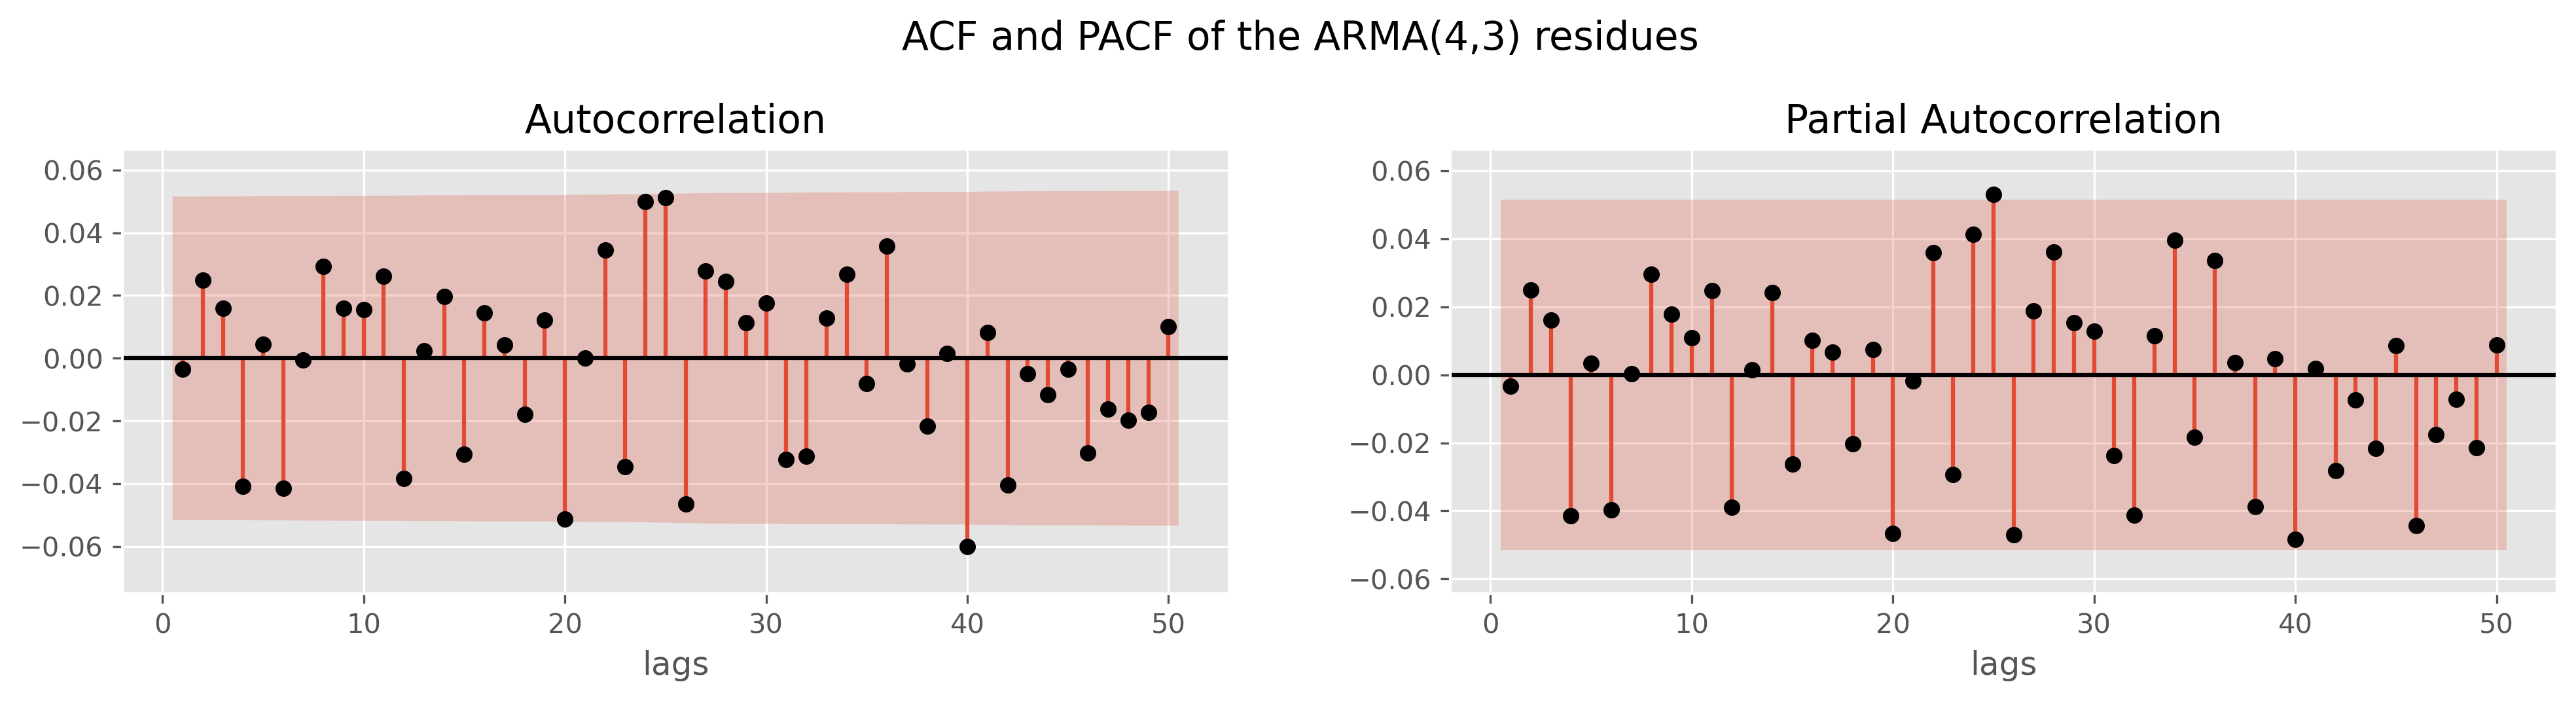 ACF and PACF of the ARMA(4,3) residues
Autocorrelation
0.06
0.04
0.02
0.00
−0.02
−0.04
−0.06
0 10 20 30 40 50
lags
Partial Autocorrelation
0.06
0.04
0.02
0.00
−0.02
−0.04
−0.06
0 10 20 30 40 50
lags